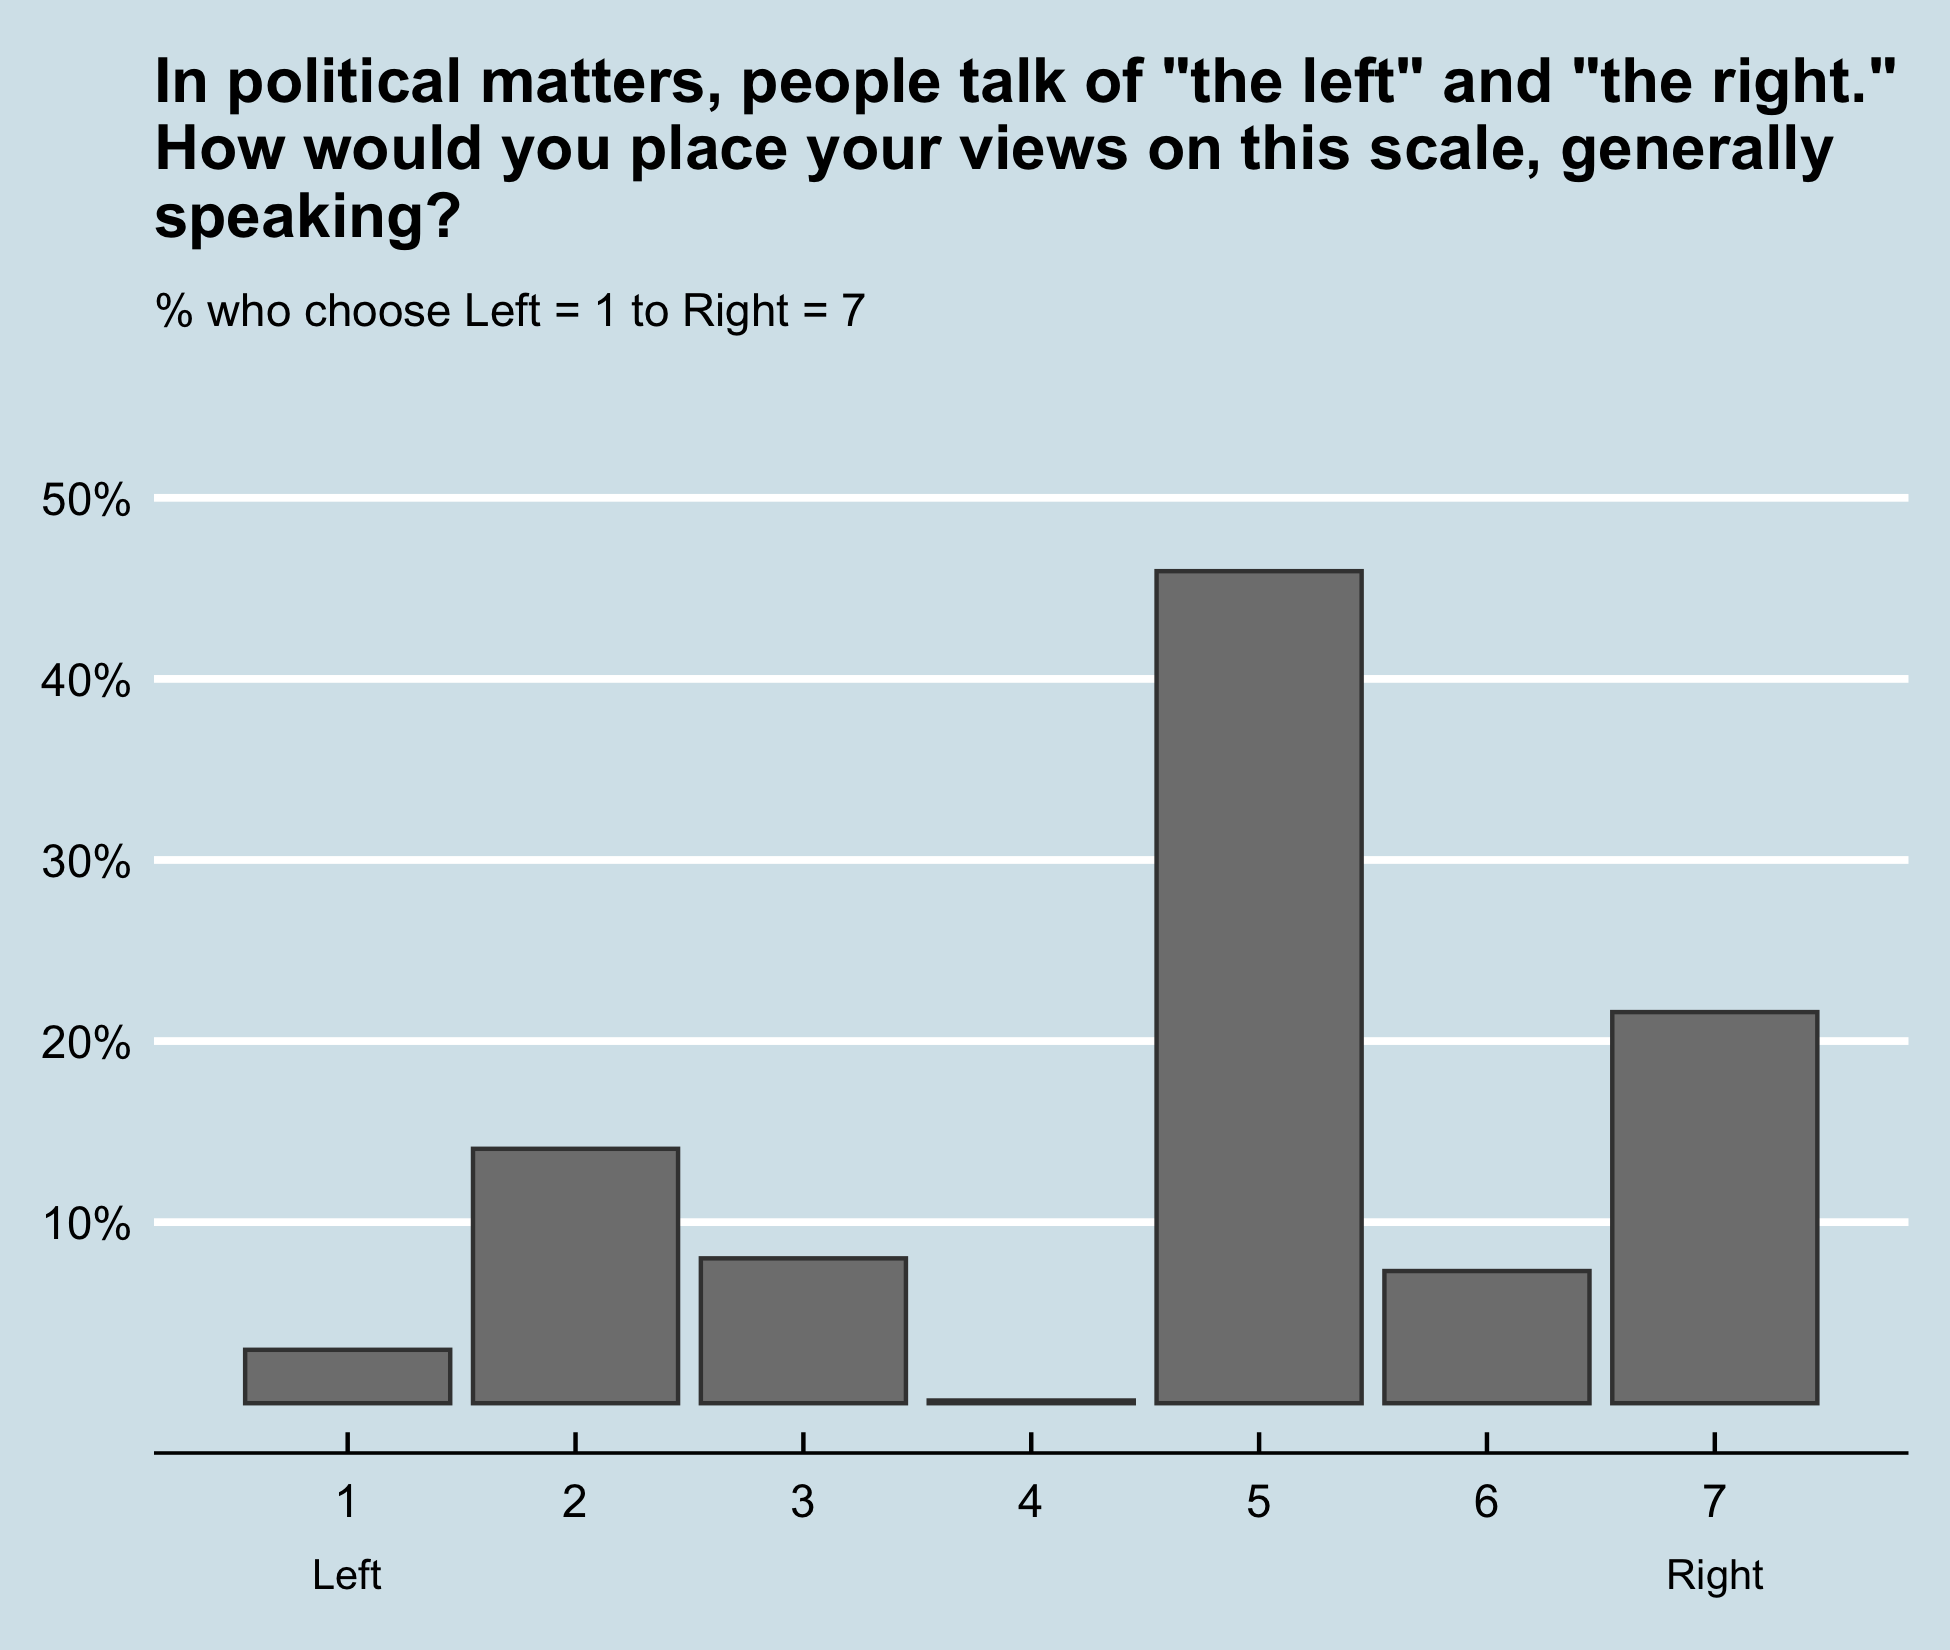 In political matters, people talk of "the left" and "the right."
How would you place your views on this scale, generally
speaking?
% who choose Left = 1 to Right = 7
50%
40%
30%
20%
10%
1 2 3 4 5 6 7
Left Right